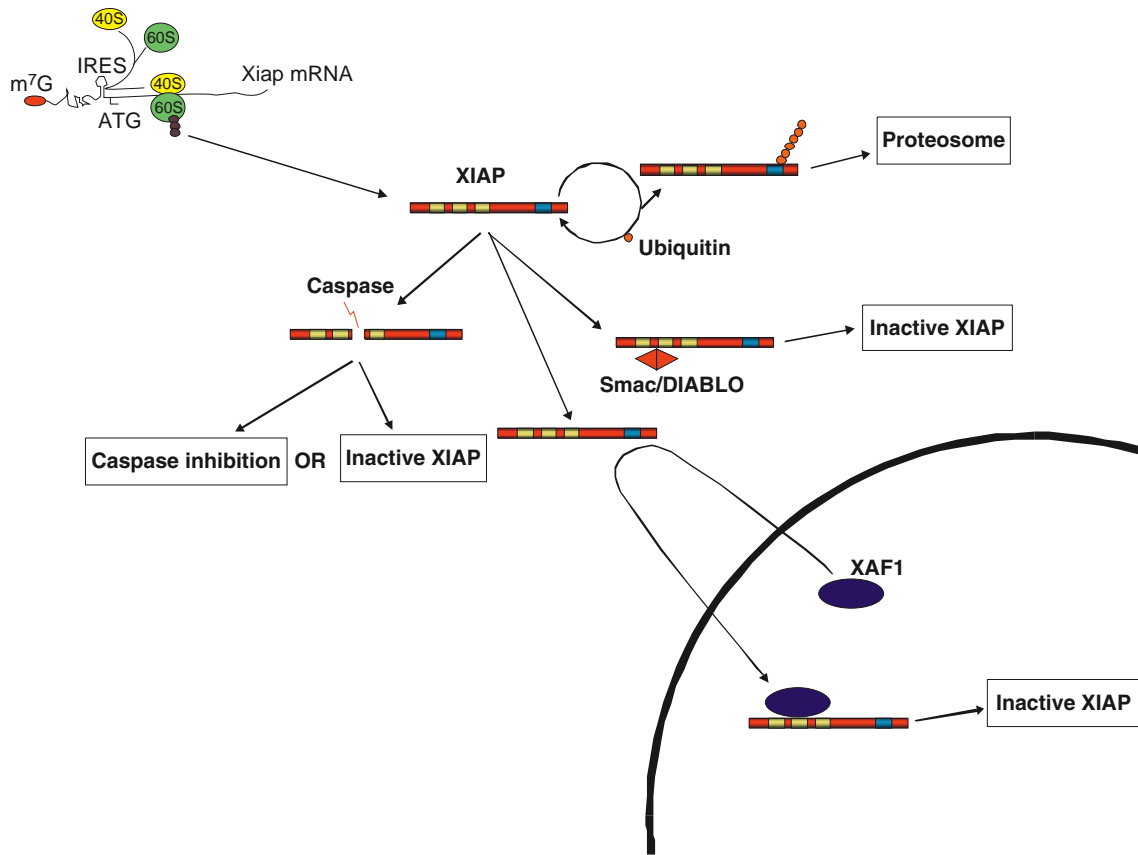 40S
60S
IRES
m⁷G
40S
Xiap mRNA
60S
ATG
Proteosome
XIAP
Ubiquitin
Caspase
Inactive XIAP
Smac/DIABLO
Caspase inhibition OR Inactive XIAP
XAF1
Inactive XIAP